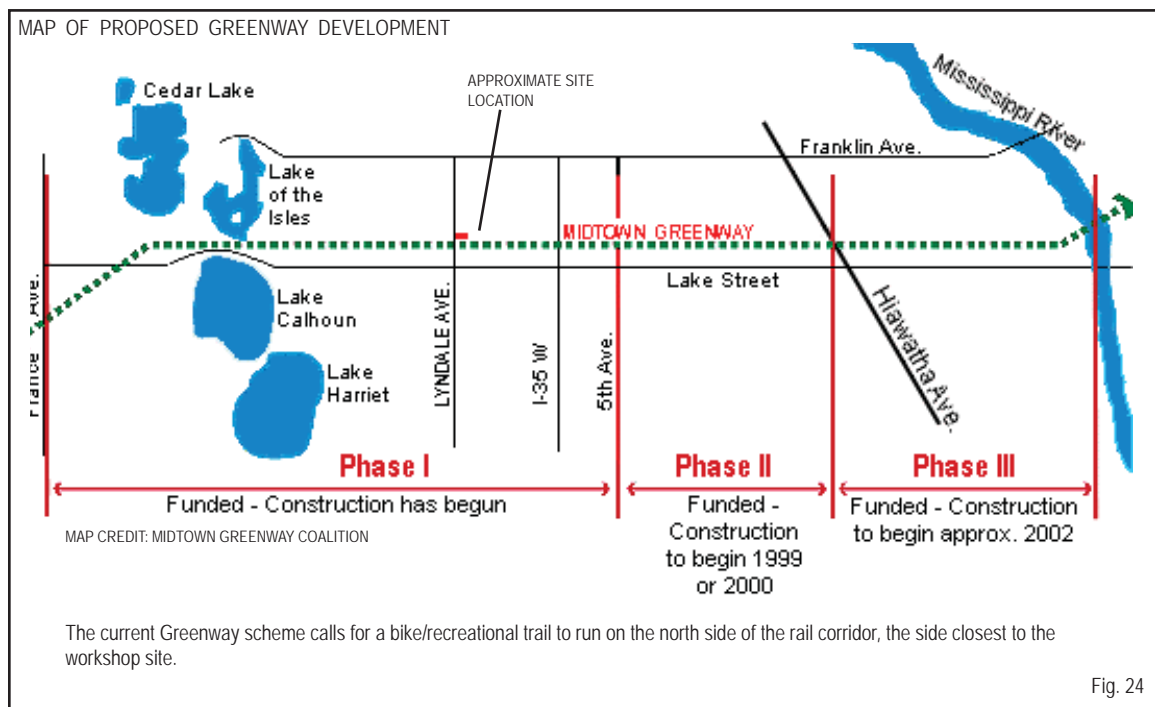 MAP OF PROPOSED GREENWAY DEVELOPMENT
Cedar Lake
APPROXIMATE SITE
LOCATION
Mississippi River
Franklin Ave.
Lake
of the
Isles
MIDTOWN GREENWAY
Lake Street
France Ave.
Lake
Calhoun
Lake
Harriet
LYNDALE AVE.
I-35 W
5th Ave.
Hiawatha Ave.
Phase I
Phase II
Phase III
Funded - Construction has begun
Funded -
Construction
to begin 1999
or 2000
Funded - Construction
to begin approx. 2002
MAP CREDIT: MIDTOWN GREENWAY COALITION
The current Greenway scheme calls for a bike/recreational trail to run on the north side of the rail corridor, the side closest to the
workshop site.
Fig. 24